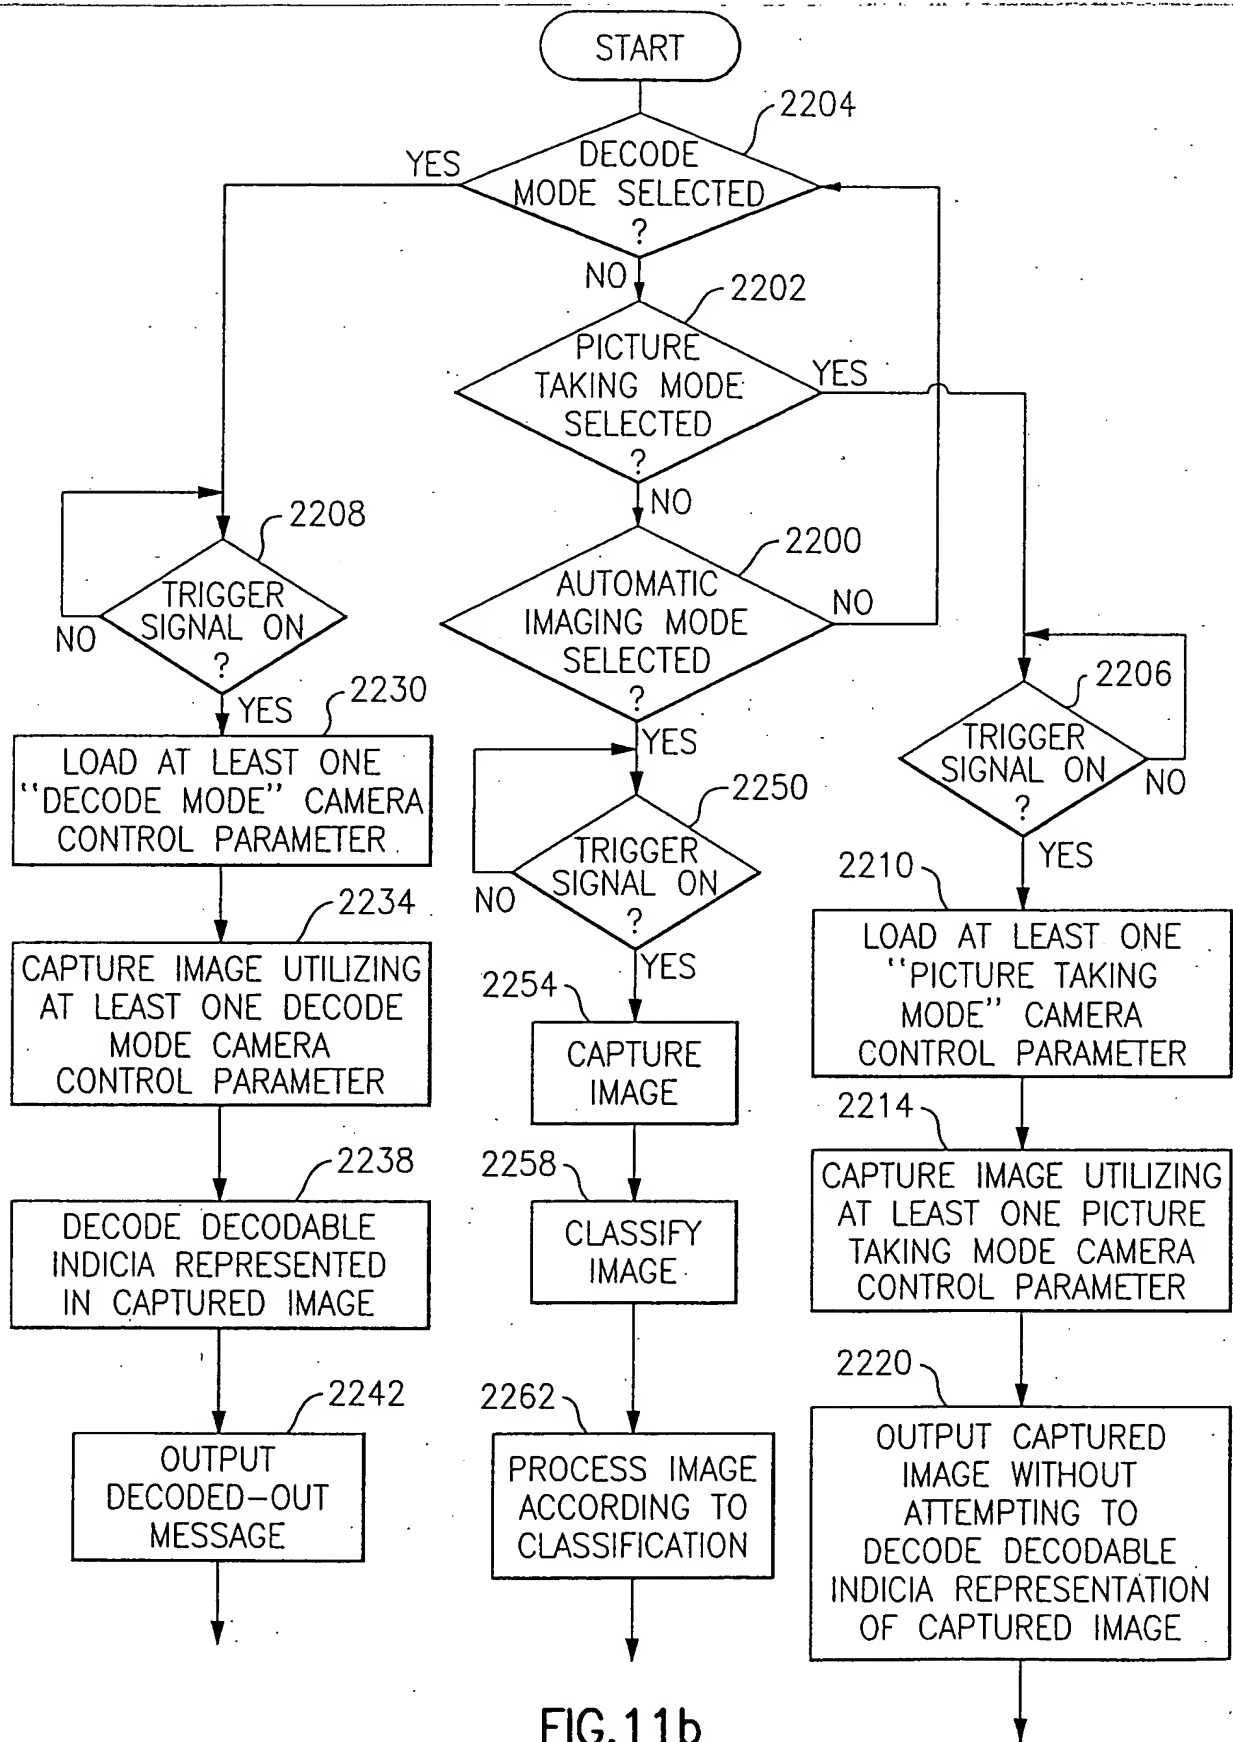 START
2204
YES
DECODE
MODE SELECTED
?
NO
2202
PICTURE
TAKING MODE
SELECTED
?
YES
NO
2208
2200
TRIGGER
SIGNAL ON
?
NO
YES
AUTOMATIC
IMAGING MODE
SELECTED
?
NO
YES
2206
TRIGGER
SIGNAL ON
?
NO
YES
2230
LOAD AT LEAST ONE
"DECODE MODE" CAMERA
CONTROL PARAMETER
2250
TRIGGER
SIGNAL ON
?
NO
YES
2210
LOAD AT LEAST ONE
"PICTURE TAKING
MODE" CAMERA
CONTROL PARAMETER
2234
CAPTURE IMAGE UTILIZING
AT LEAST ONE DECODE
MODE CAMERA
CONTROL PARAMETER
2254
CAPTURE
IMAGE
2214
CAPTURE IMAGE UTILIZING
AT LEAST ONE PICTURE
TAKING MODE CAMERA
CONTROL PARAMETER
2238
DECODE DECODABLE
INDICIA REPRESENTED
IN CAPTURED IMAGE
2258
CLASSIFY
IMAGE
2220
OUTPUT CAPTURED
IMAGE WITHOUT
ATTEMPTING TO
DECODE DECODABLE
INDICIA REPRESENTATION
OF CAPTURED IMAGE
2242
OUTPUT
DECODED-OUT
MESSAGE
2262
PROCESS IMAGE
ACCORDING TO
CLASSIFICATION
FIG.11b